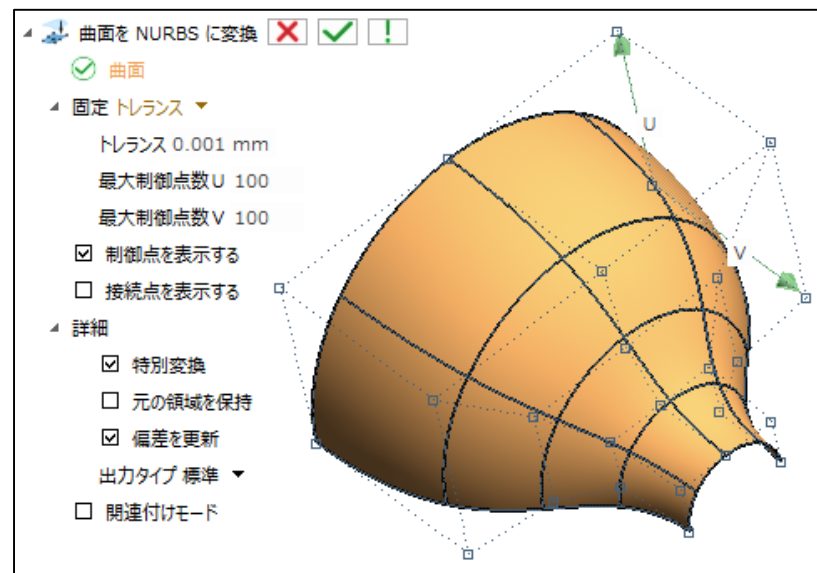 曲面を NURBS に変換
曲面
固定 トレランス
トレランス 0.001 mm
最大制御点数U 100
最大制御点数V 100
制御点を表示する
接続点を表示する
詳細
特別変換
元の領域を保持
偏差を更新
出力タイプ 標準
関連付けモード
U
V